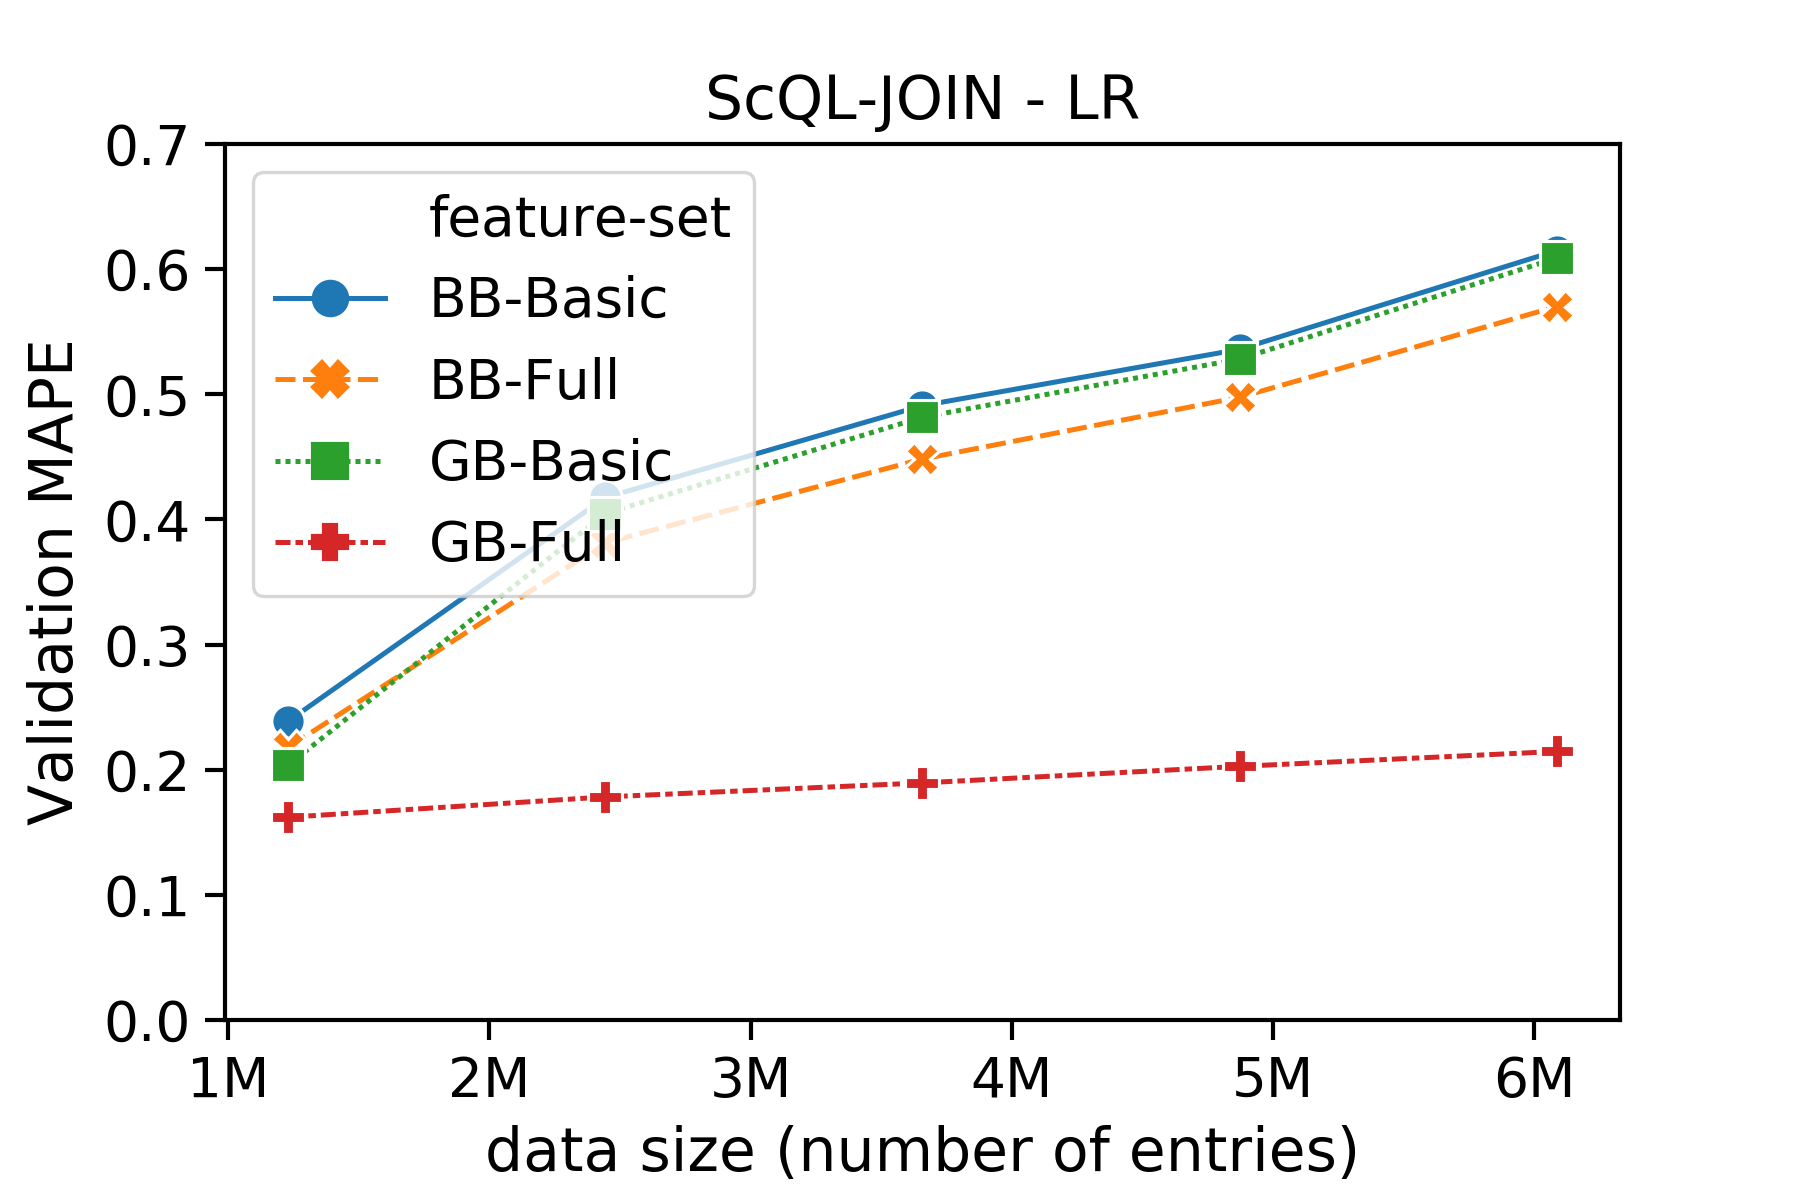 ScQL-JOIN - LR
Validation MAPE
0.7
0.6
0.5
0.4
0.3
0.2
0.1
0.0
feature-set
BB-Basic
BB-Full
GB-Basic
GB-Full
1M 2M 3M 4M 5M 6M
data size (number of entries)